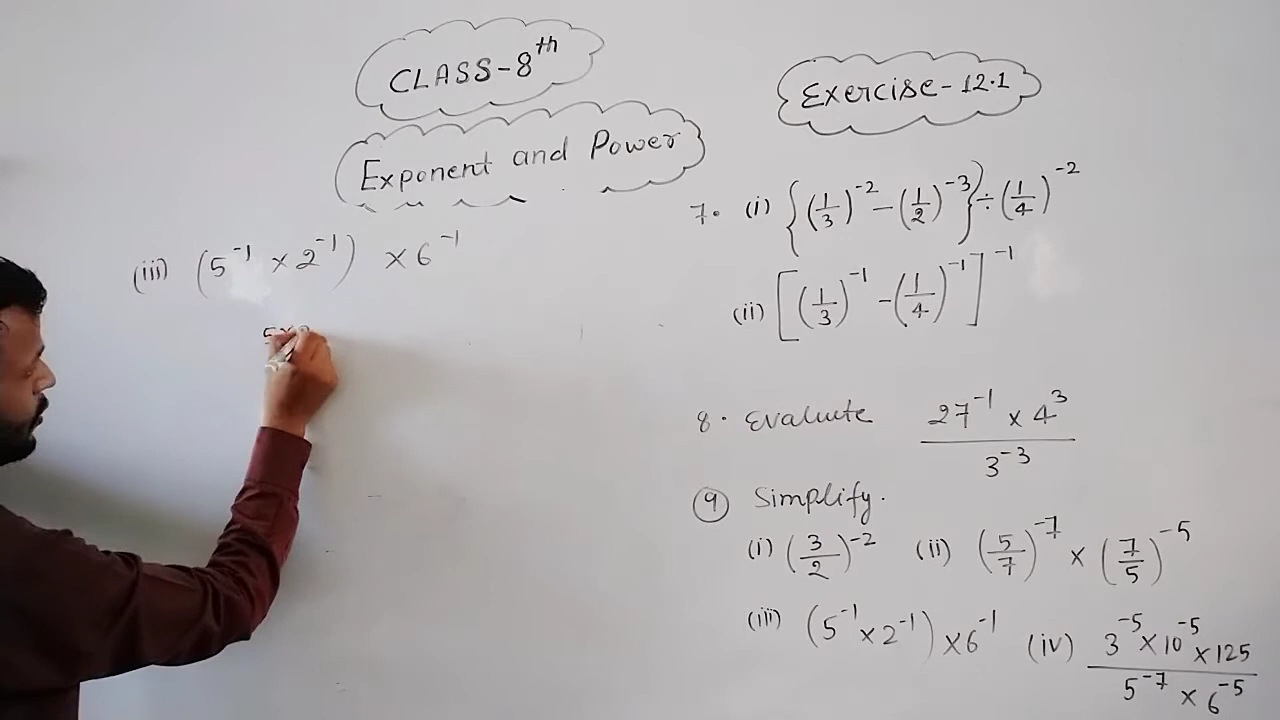 CLASS-8th
Exponent and Power
(iii) (5⁻¹ × 2⁻¹) × 6⁻¹
5×
Exercise-12.1
7. (i) {(1/3)⁻² − (1/2)⁻³} ÷ (1/4)⁻²
(ii) [(1/3)⁻¹ − (1/4)⁻¹]⁻¹
8. Evaluate (27⁻¹ × 4³)/(3⁻³)
(9) Simplify.
(i) (3/2)⁻² (ii) (5/7)⁻⁷ × (7/5)⁻⁵
(iii) (5⁻¹×2⁻¹)×6⁻¹ (iv) (3⁻⁵×10⁻⁵×125)/(5⁻⁷ × 6⁻⁵)